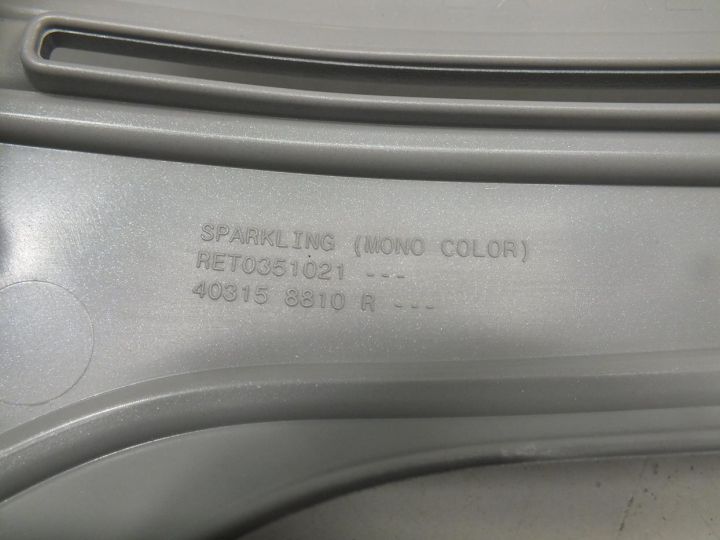 SPARKLING (MONO COLOR)
RET0351021 ---
40315 8810 R ---